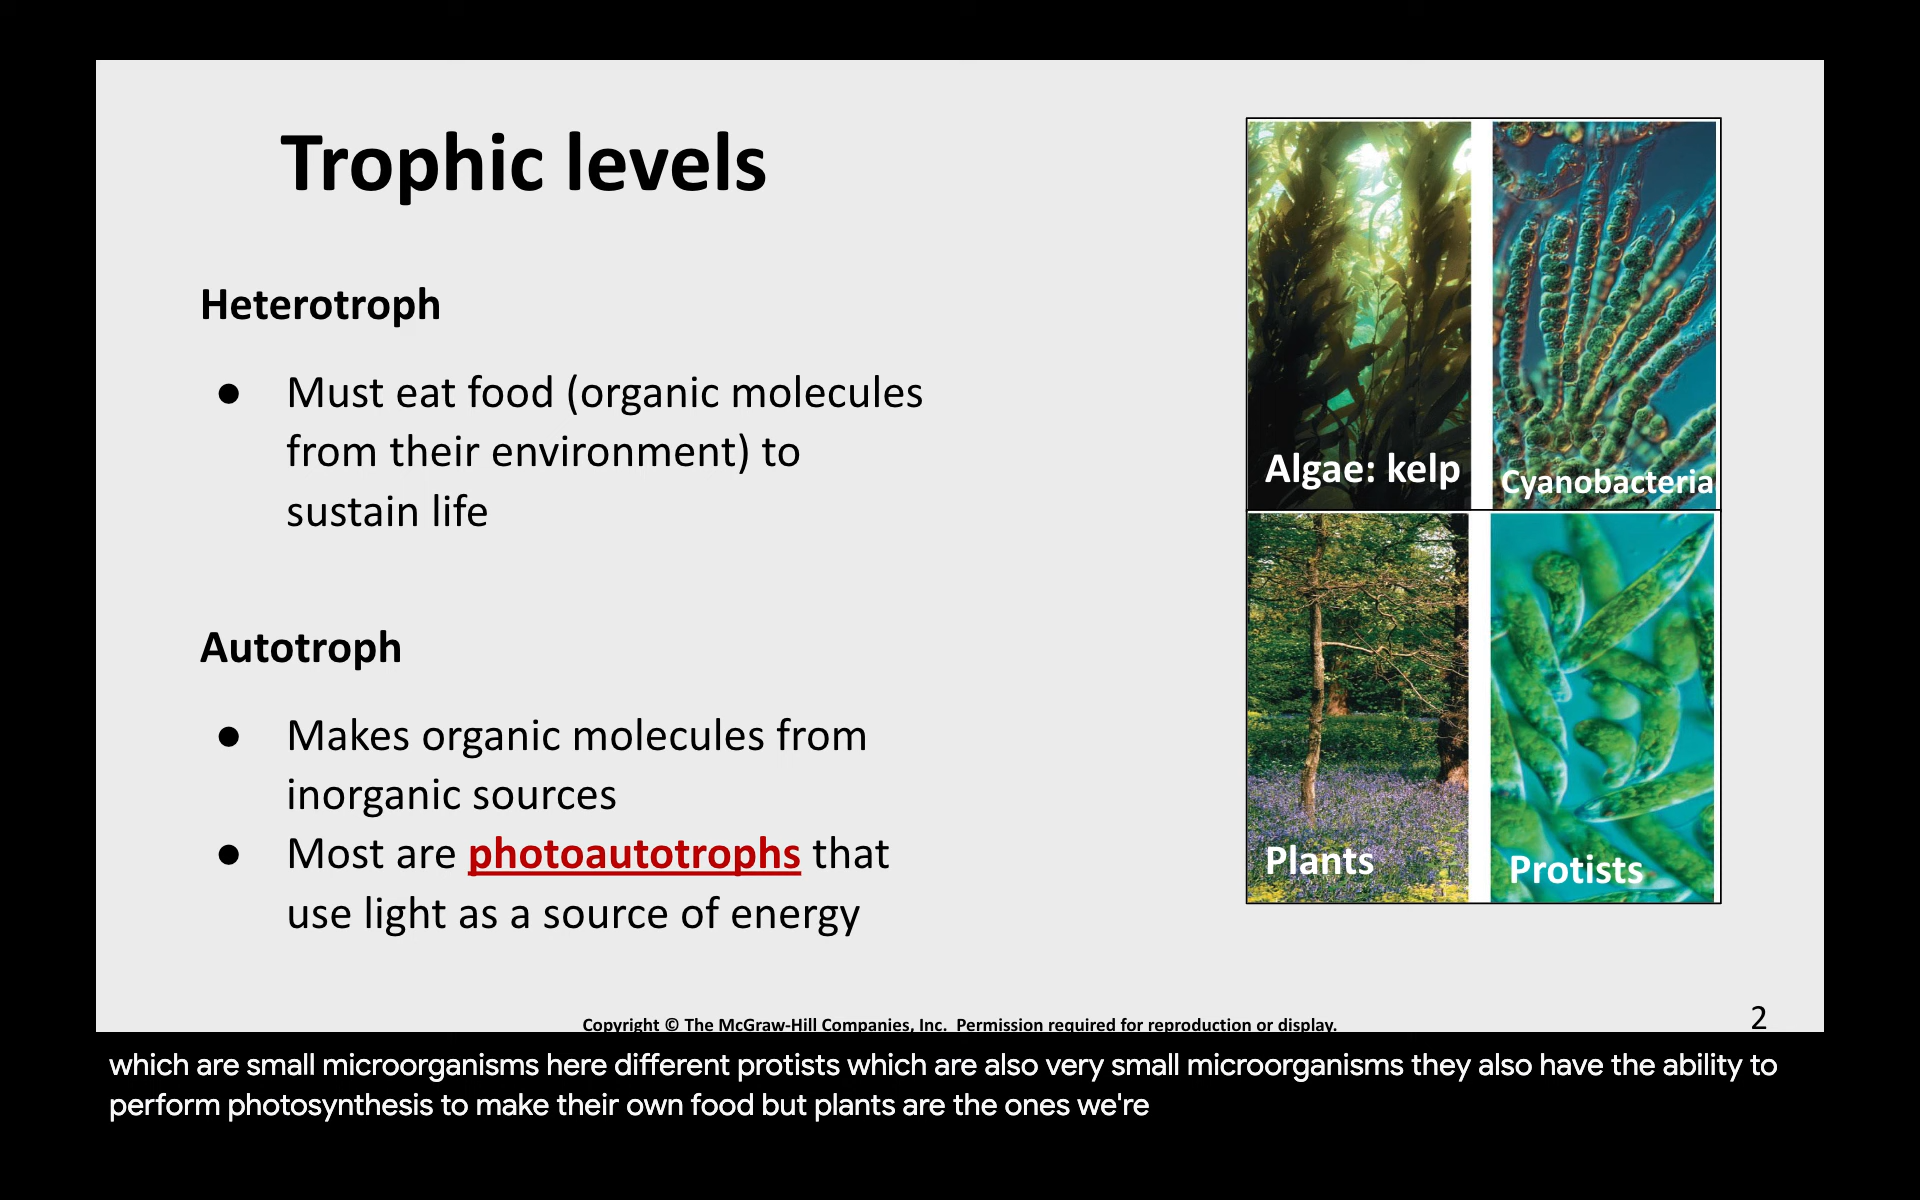 Trophic levels
Heterotroph
● Must eat food (organic molecules
from their environment) to
sustain life
Autotroph
● Makes organic molecules from
inorganic sources
● Most are photoautotrophs that
use light as a source of energy
Algae: kelp
Cyanobacteria
Plants
Protists
Copyright © The McGraw-Hill Companies, Inc.  Permission required for reproduction or display.
2
which are small microorganisms here different protists which are also very small microorganisms they also have the ability to
perform photosynthesis to make their own food but plants are the ones we're